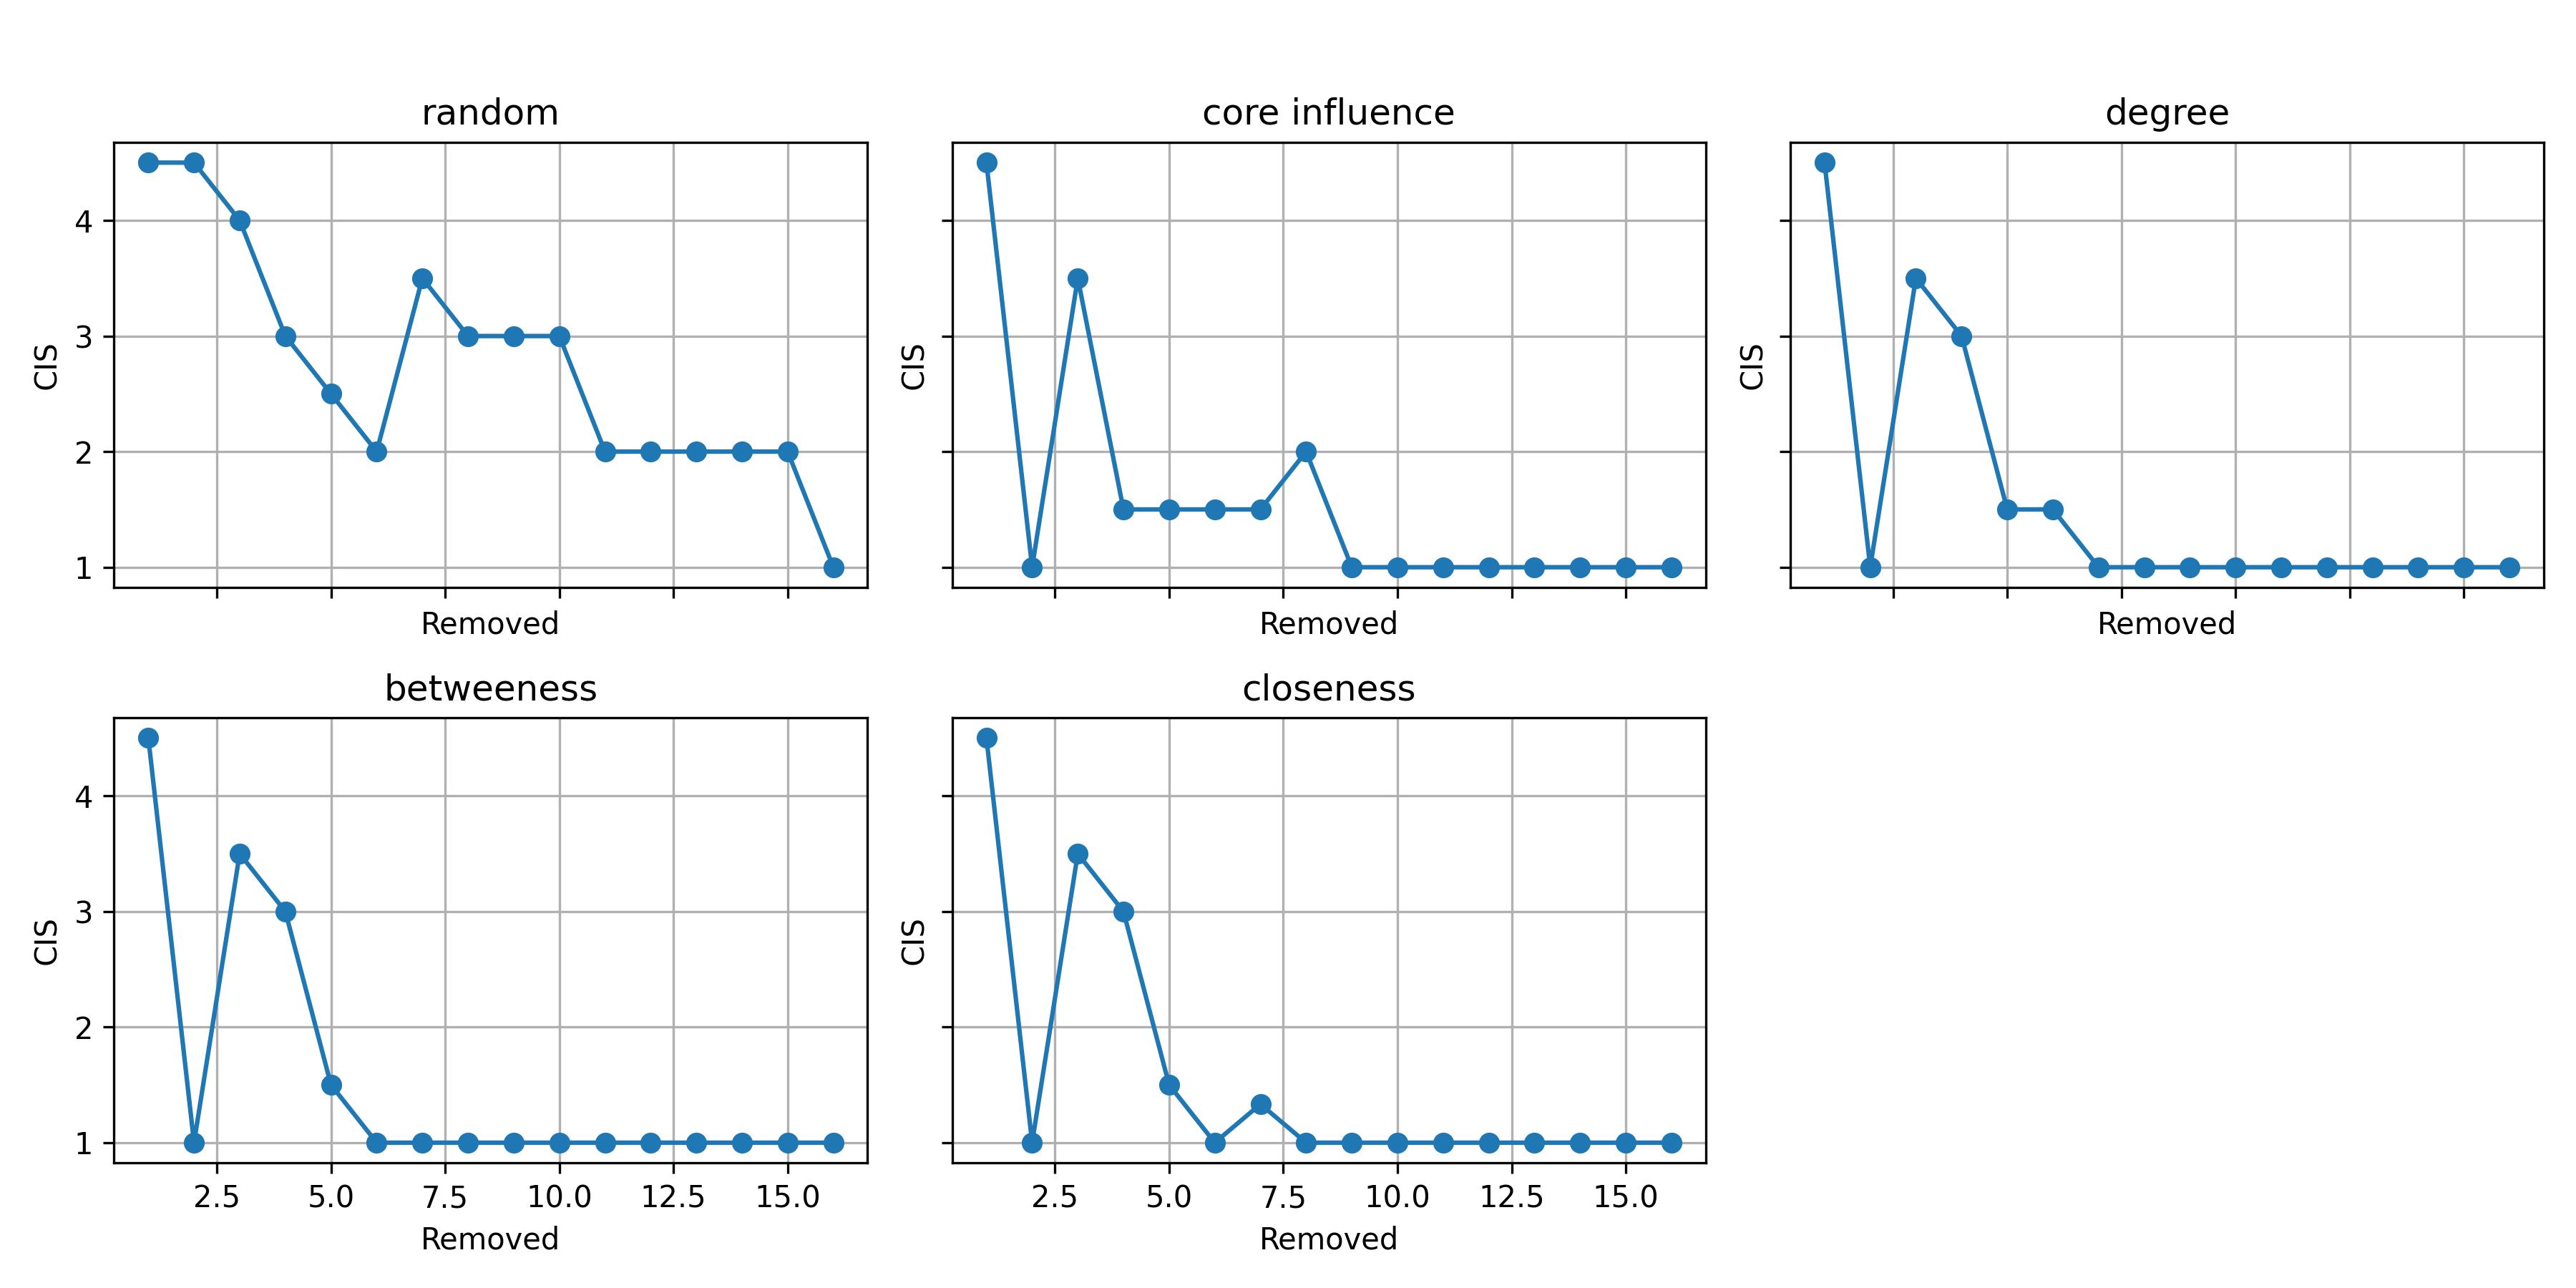 random
core influence
degree
4
3
2
1
CIS
CIS
CIS
Removed
Removed
Removed
betweeness
closeness
4
3
2
1
CIS
CIS
2.5 5.0 7.5 10.0 12.5 15.0
2.5 5.0 7.5 10.0 12.5 15.0
Removed
Removed